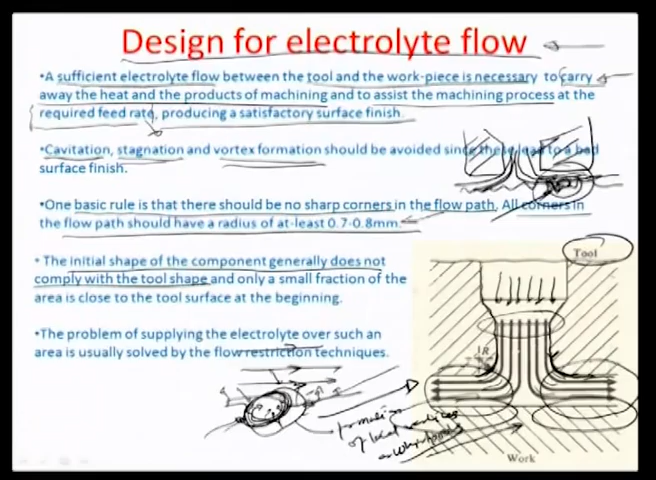 Design for electrolyte flow
•A sufficient electrolyte flow between the tool and the work-piece is necessary to carry
away the heat and the products of machining and to assist the machining process at the
required feed rate, producing a satisfactory surface finish.
•Cavitation, stagnation and vortex formation should be avoided since these lead to a bad
surface finish.
•One basic rule is that there should be no sharp corners in the flow path. All corners in
the flow path should have a radius of at-least 0.7-0.8mm.
• The initial shape of the component generally does not
comply with the tool shape and only a small fraction of the
area is close to the tool surface at the beginning.
•The problem of supplying the electrolyte over such an
area is usually solved by the flow restriction techniques.
Tool
R
formation
of local
or
Work